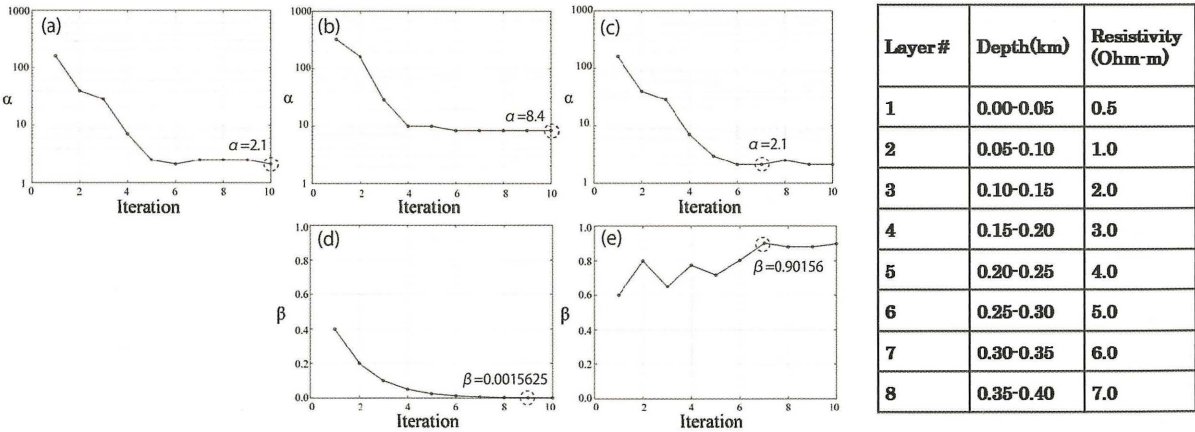 (a)
1000
100
10
1
α
α=2.1
0 2 4 6 8 10
Iteration
(b)
1000
100
10
1
α
α=8.4
0 2 4 6 8 10
Iteration
(c)
1000
100
10
1
α
α=2.1
0 2 4 6 8 10
Iteration
(d)
1.0
0.8
0.6
0.4
0.2
0.0
β
β=0.0015625
0 2 4 6 8 10
Iteration
(e)
1.0
0.8
0.6
0.4
0.2
0.0
β
β=0.90156
0 2 4 6 8 10
Iteration
Layer # Depth(km) Resistivity
(Ohm-m)
1 0.00-0.05 0.5
2 0.05-0.10 1.0
3 0.10-0.15 2.0
4 0.15-0.20 3.0
5 0.20-0.25 4.0
6 0.25-0.30 5.0
7 0.30-0.35 6.0
8 0.35-0.40 7.0